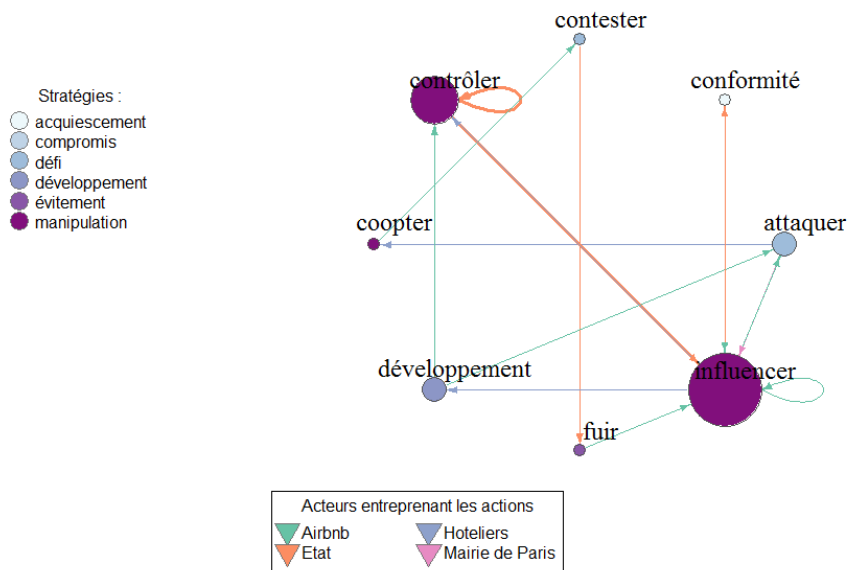 contester
contrôler
conformité
Stratégies :
acquiescement
compromis
défi
développement
évitement
manipulation
coopter
attaquer
développement
influencer
fuir
Acteurs entreprenant les actions
Airbnb Hoteliers
Etat Mairie de Paris